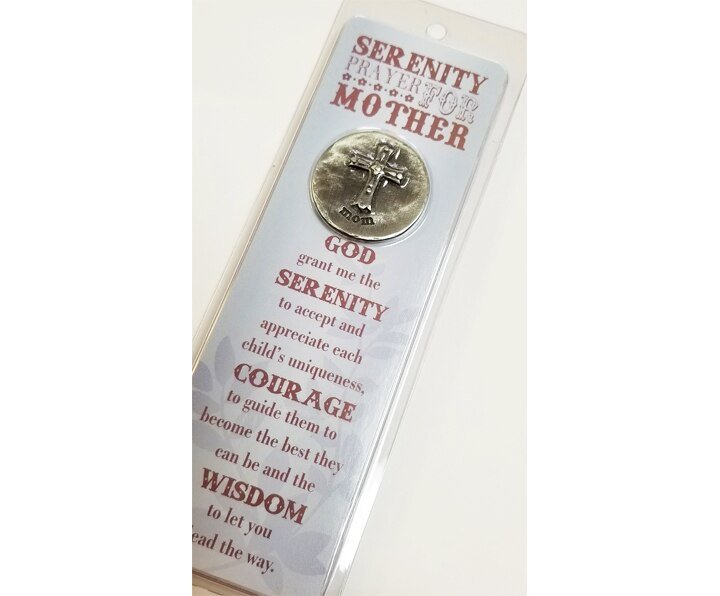 SERENITY
PRAYER FOR
MOTHER
mom
GOD
grant me the
SERENITY
to accept and
appreciate each
child's uniqueness,
COURAGE
to guide them to
become the best they
can be and the
WISDOM
to let you
lead the way.